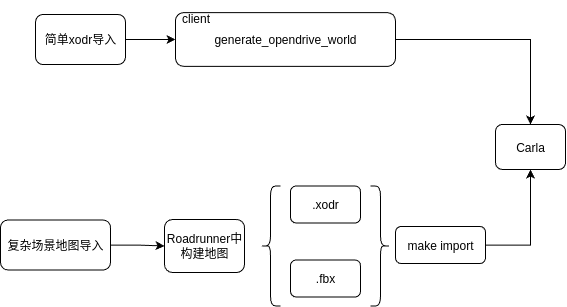 简单xodr导入
client
generate_opendrive_world
Carla
复杂场景地图导入
Roadrunner中
构建地图
.xodr
.fbx
make import